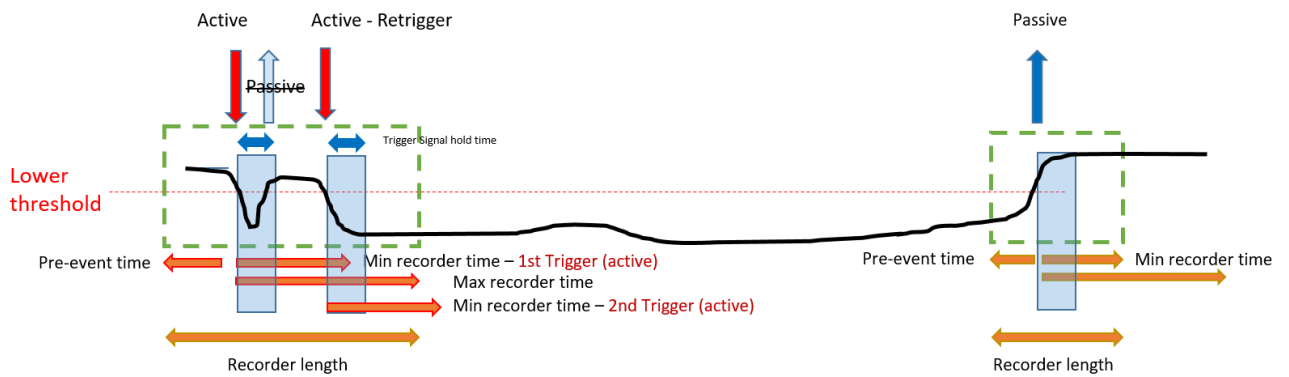 Active
Active - Retrigger
Passive
Passive
Trigger Signal hold time
Lower
threshold
Pre-event time
Min recorder time – 1st Trigger (active)
Max recorder time
Min recorder time – 2nd Trigger (active)
Recorder length
Pre-event time
Min recorder time
Recorder length